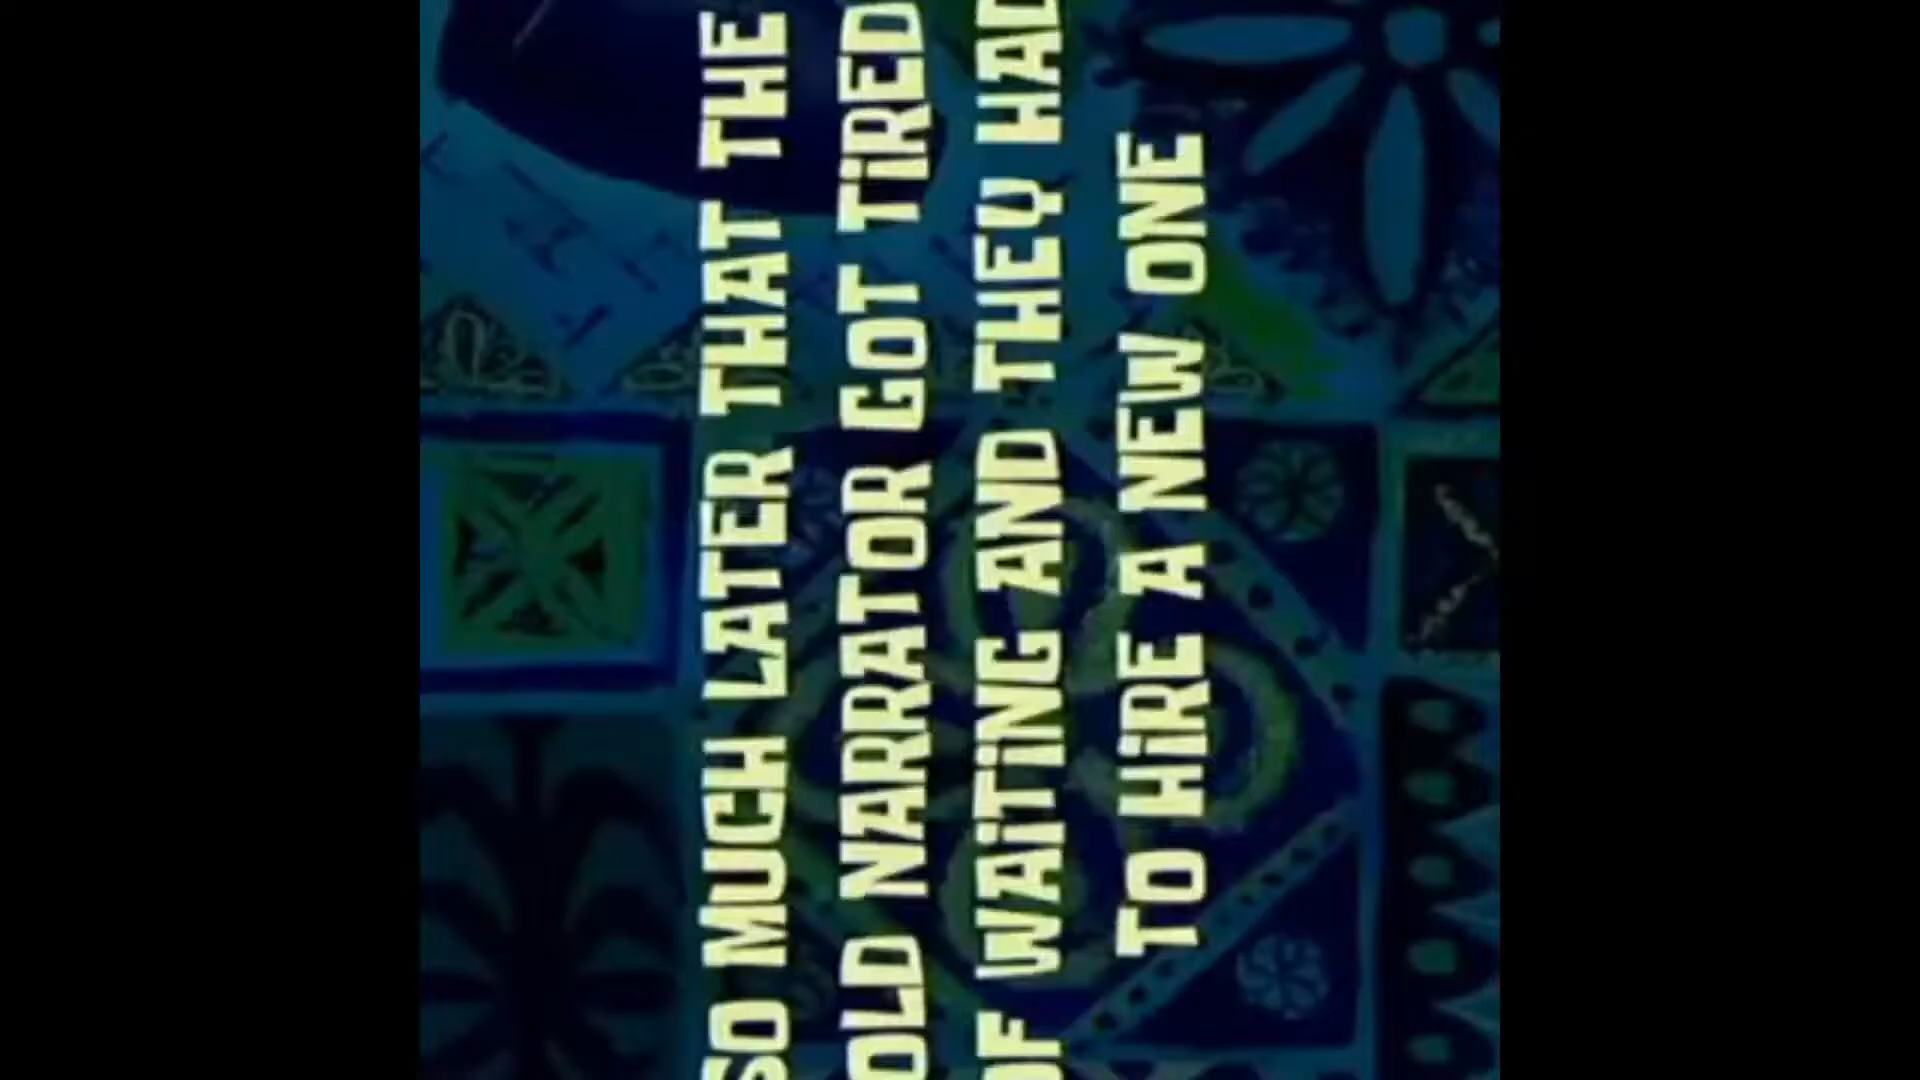 SO MUCH LATER THAT THE
OLD NARRATOR GOT TIRED
OF WAITING AND THEY HAD
TO HIRE A NEW ONE